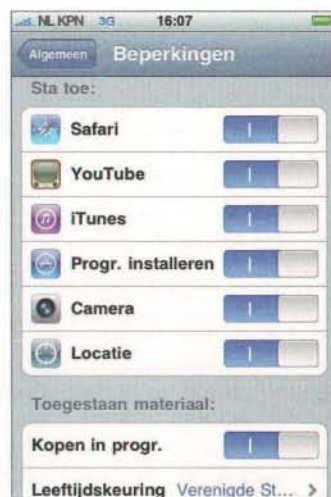 NL KPN 3G 16:07
Algemeen Beperkingen
Sta toe:
Safari
YouTube
iTunes
Progr. installeren
Camera
Locatie
Toegestaan materiaal:
Kopen in progr.
Leeftijdskeuring Verenigde St... >